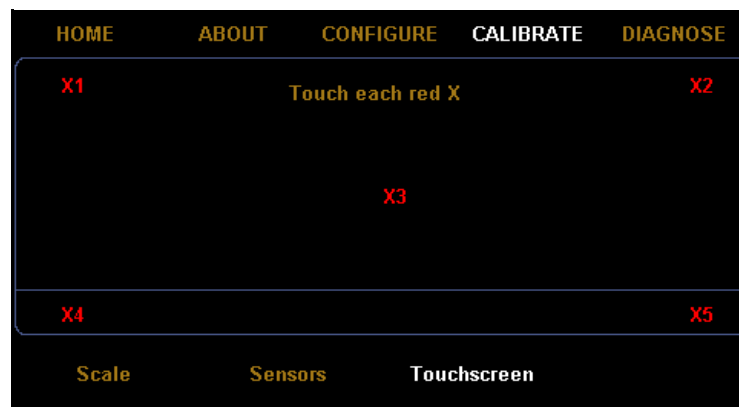 HOME ABOUT CONFIGURE CALIBRATE DIAGNOSE
X1 Touch each red X X2
X3
X4 X5
Scale Sensors Touchscreen